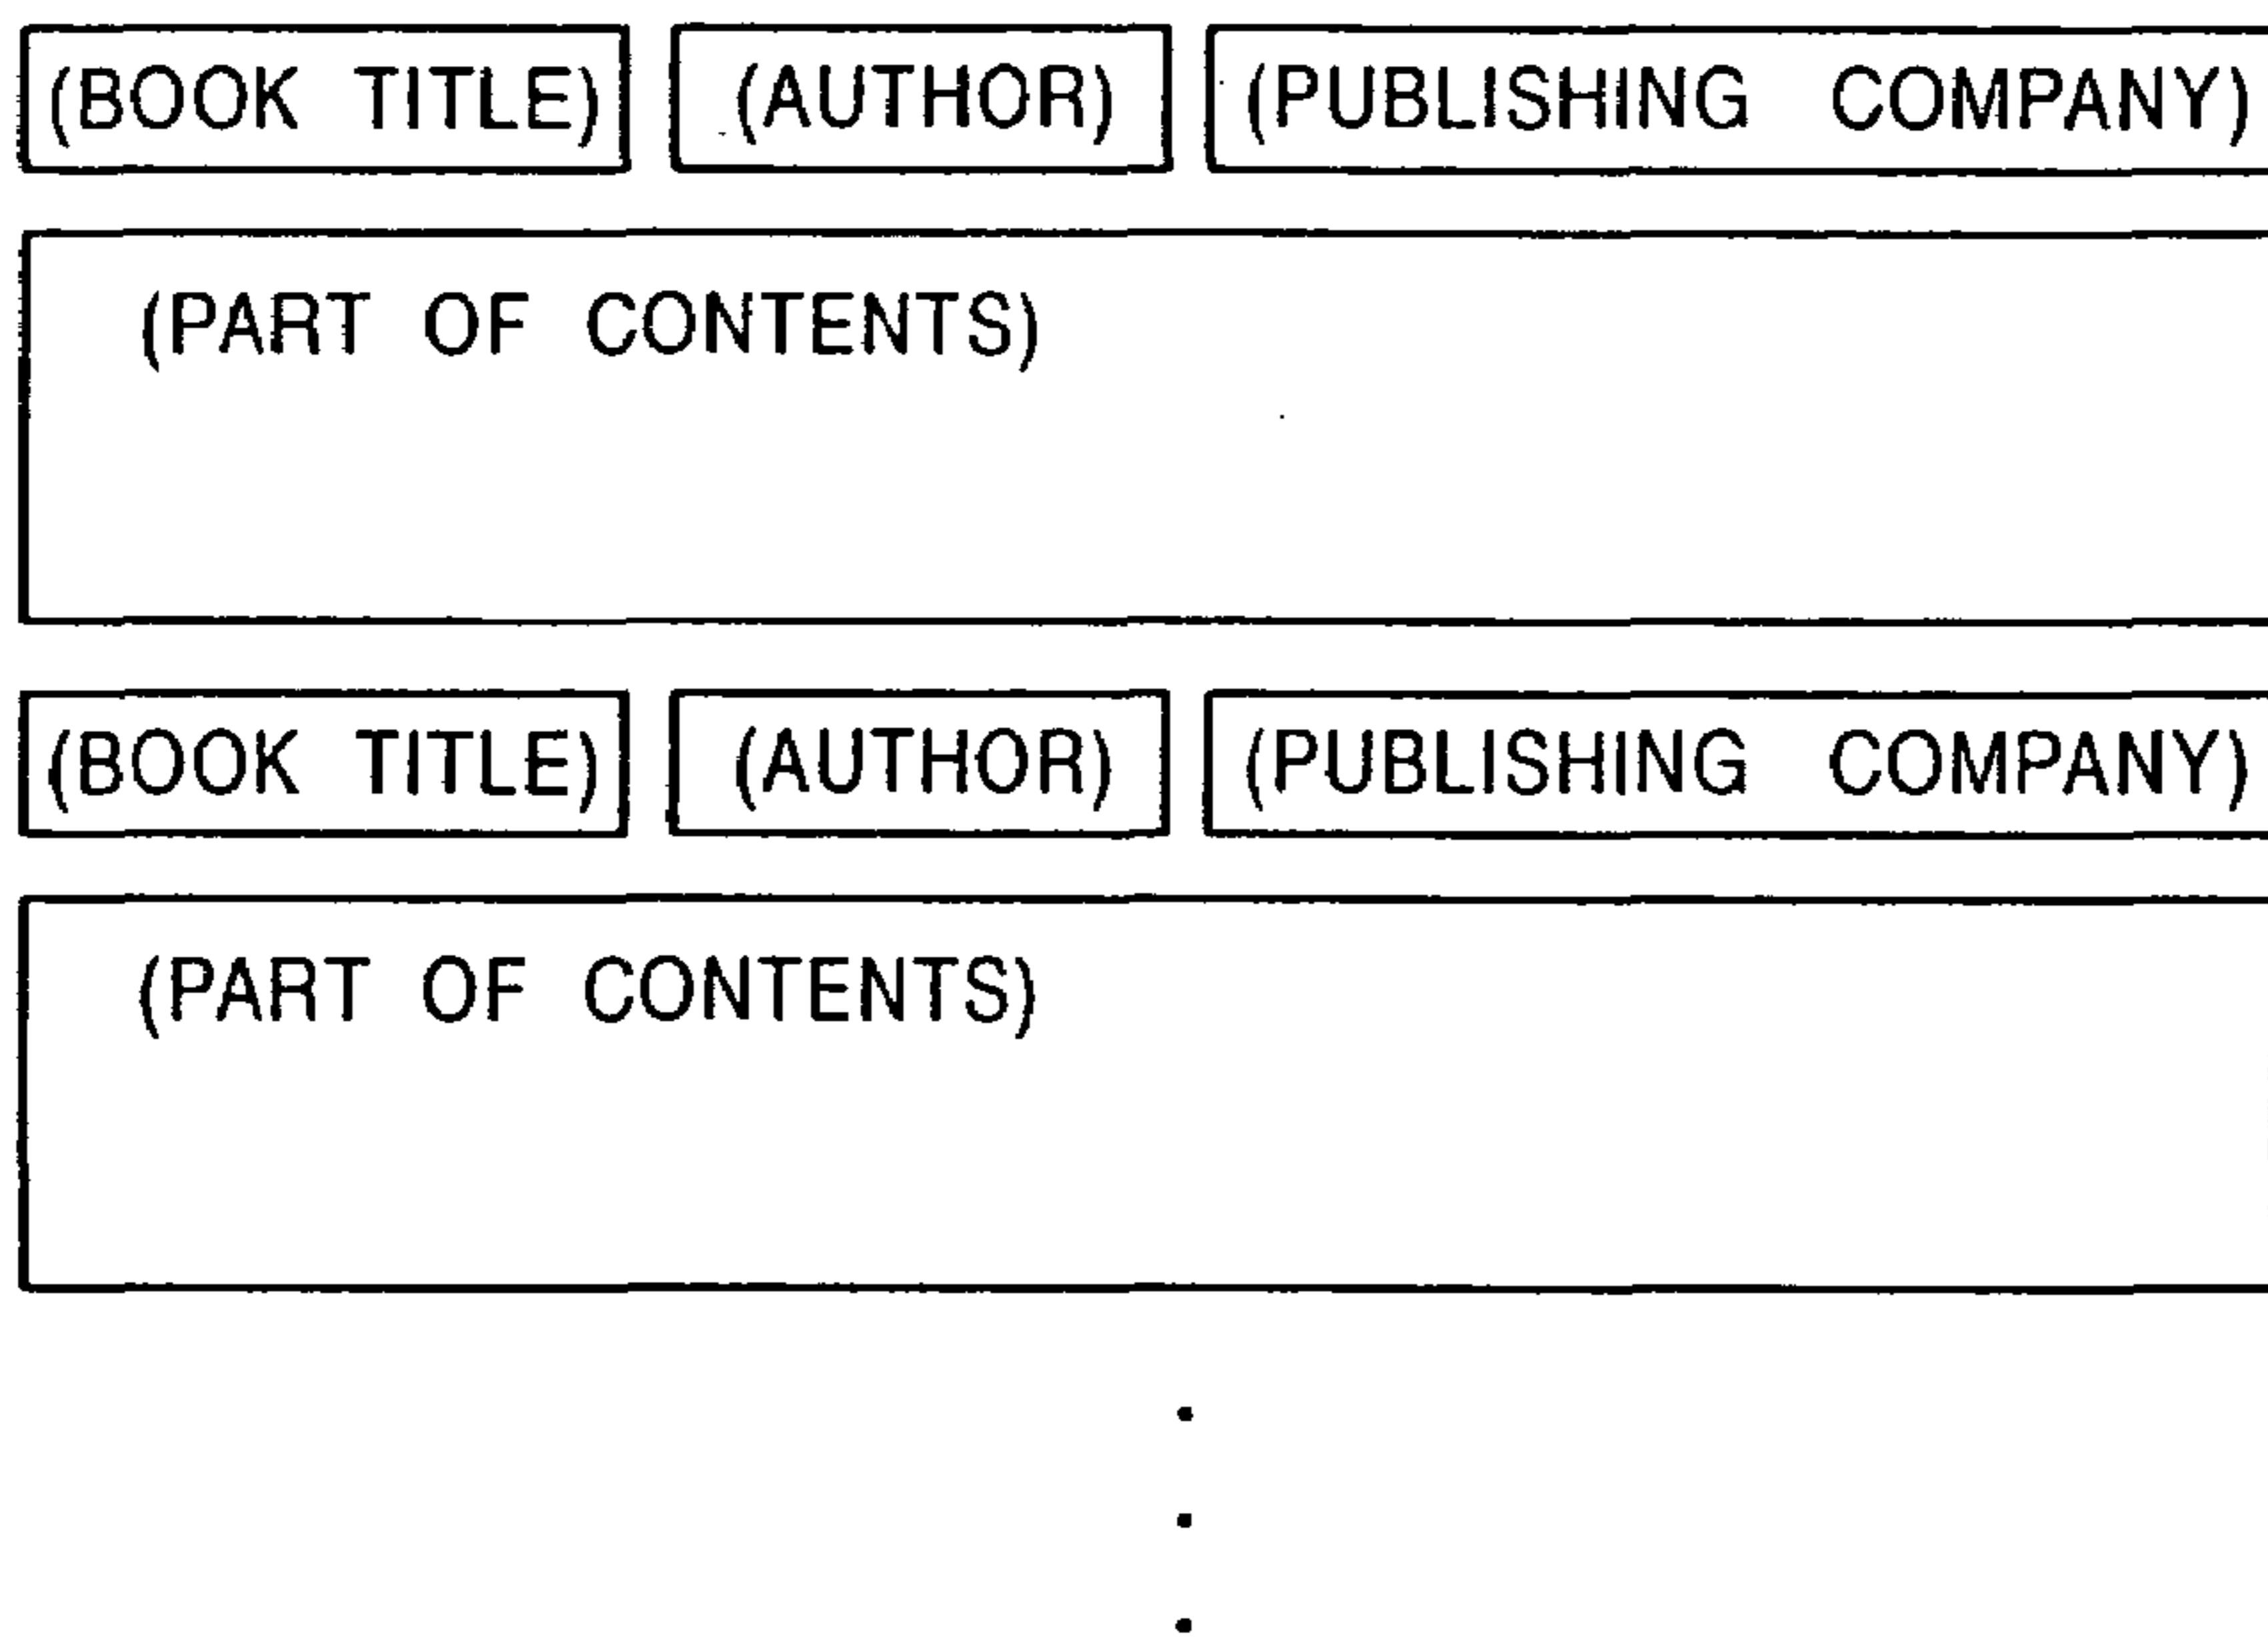 (BOOK TITLE) (AUTHOR) (PUBLISHING COMPANY)
(PART OF CONTENTS)
(BOOK TITLE) (AUTHOR) (PUBLISHING COMPANY)
(PART OF CONTENTS)